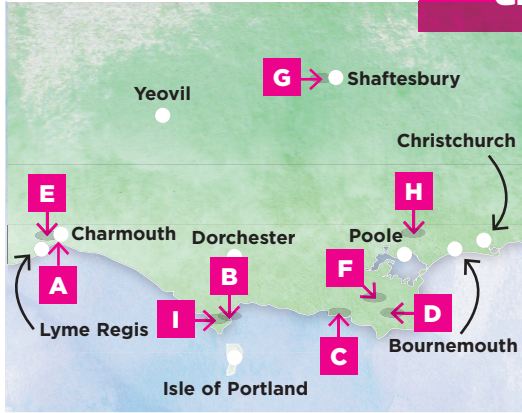 G
Shaftesbury
Yeovil
Christchurch
E
H
Charmouth
Dorchester
Poole
A
B
F
I
D
Lyme Regis
C
Bournemouth
Isle of Portland